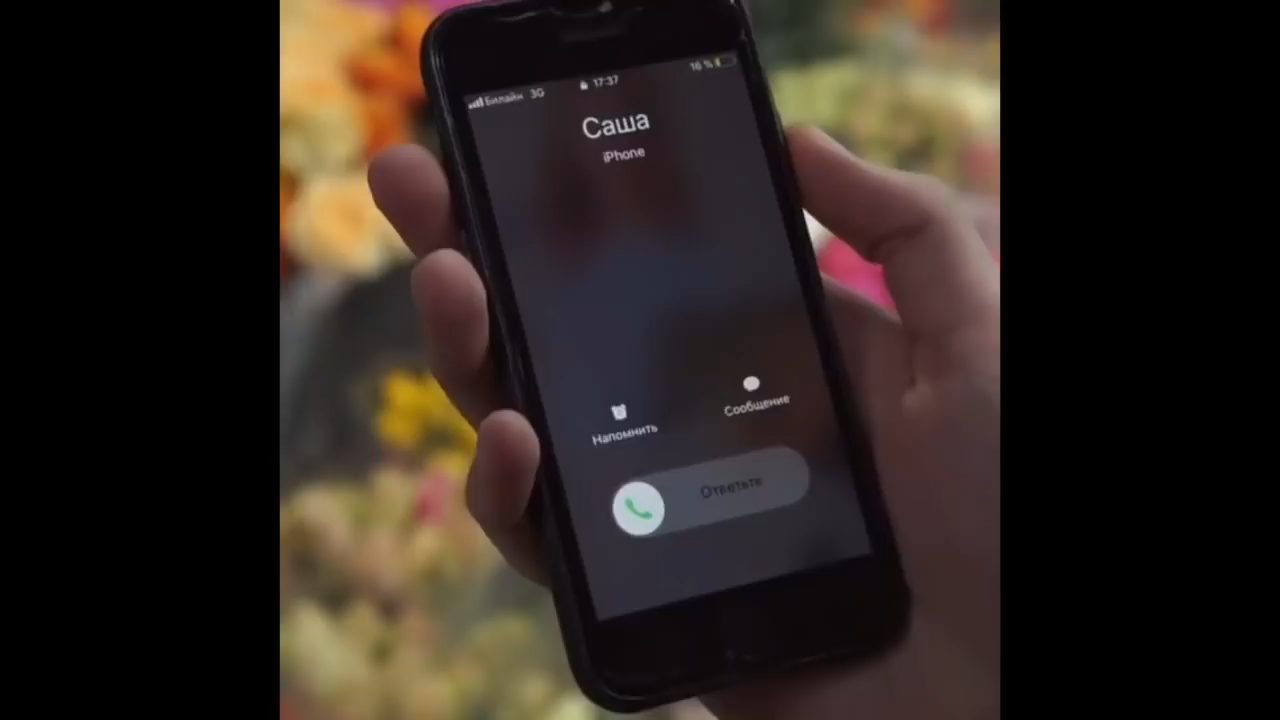 Билайн 3G 17:37 16 %
Саша
iPhone
Напомнить Сообщение
Ответьте